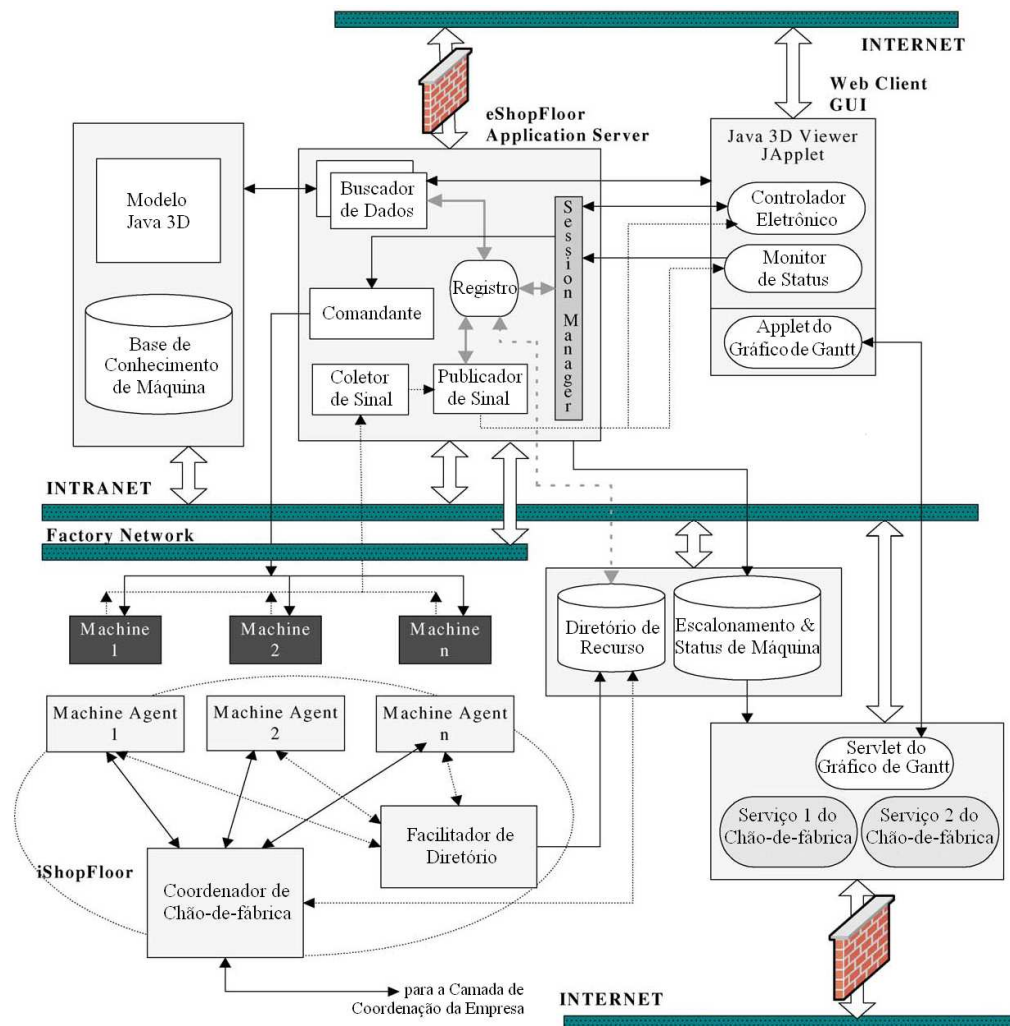 INTERNET
Web Client
GUI
eShopFloor
Application Server
Java 3D Viewer
JApplet
Modelo
Java 3D
Buscador
de Dados
Controlador
Eletrônico
Session Manager
Monitor
de Status
Registro
Comandante
Applet do
Gráfico de Gantt
Base de
Conhecimento
de Máquina
Coletor
de Sinal
Publicador
de Sinal
INTRANET
Factory Network
Machine
1
Machine
2
Machine
n
Diretório de
Recurso
Escalonamento &
Status de Máquina
Machine Agent
1
Machine Agent
2
Machine Agent
n
Servlet do
Gráfico de Gantt
Serviço 1 do
Chão-de-fábrica
Serviço 2 do
Chão-de-fábrica
Facilitador de
Diretório
iShopFloor
Coordenador de
Chão-de-fábrica
para a Camada de
Coordenação da Empresa
INTERNET